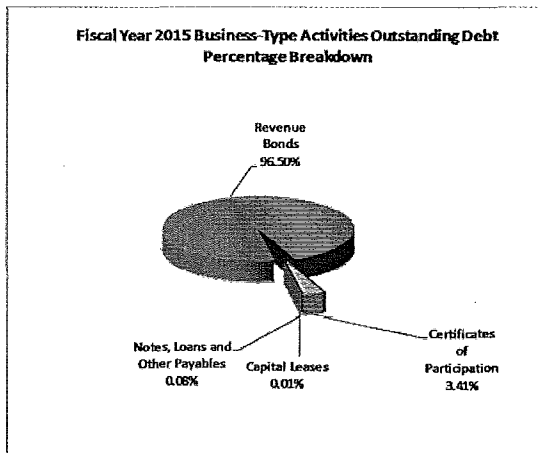 Fiscal Year 2015 Business-Type Activities Outstanding Debt
Percentage Breakdown
Revenue
Bonds
96.50%
Notes, Loans and
Other Payables
0.08%
Capital Leases
0.01%
Certificates
of
Participation
3.41%